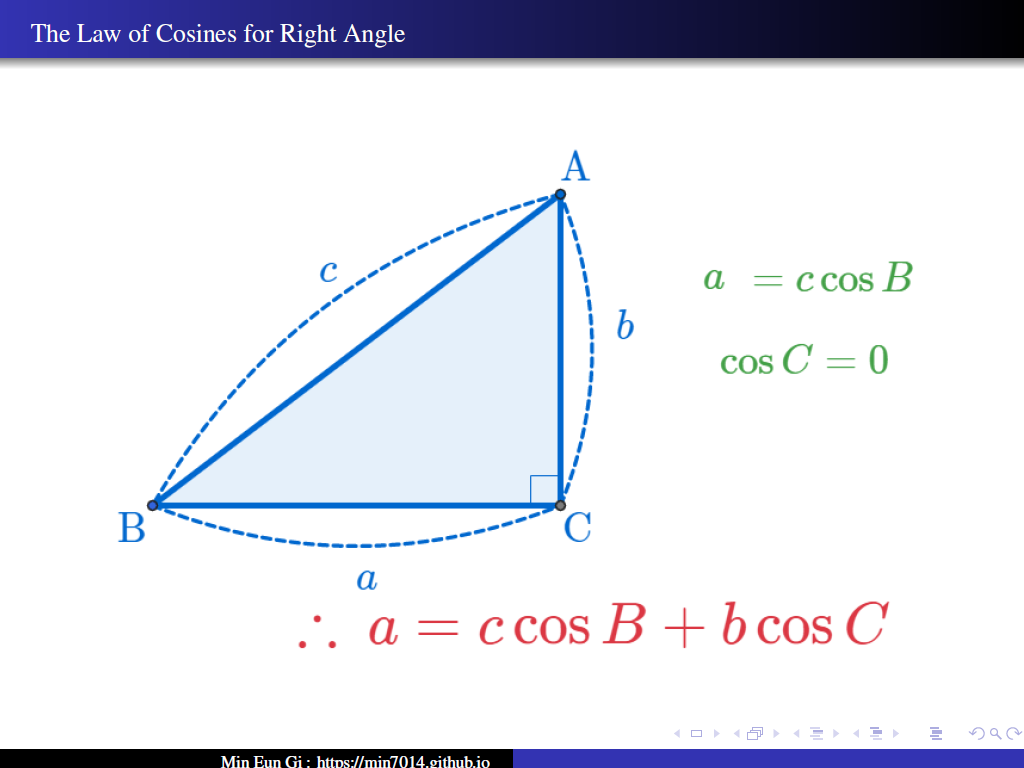 The Law of Cosines for Right Angle
A
c
a = c cos B
b
cos C = 0
B
C
a
∴ a = c cos B + b cos C
Min Eun Gi : https://min7014.github.io